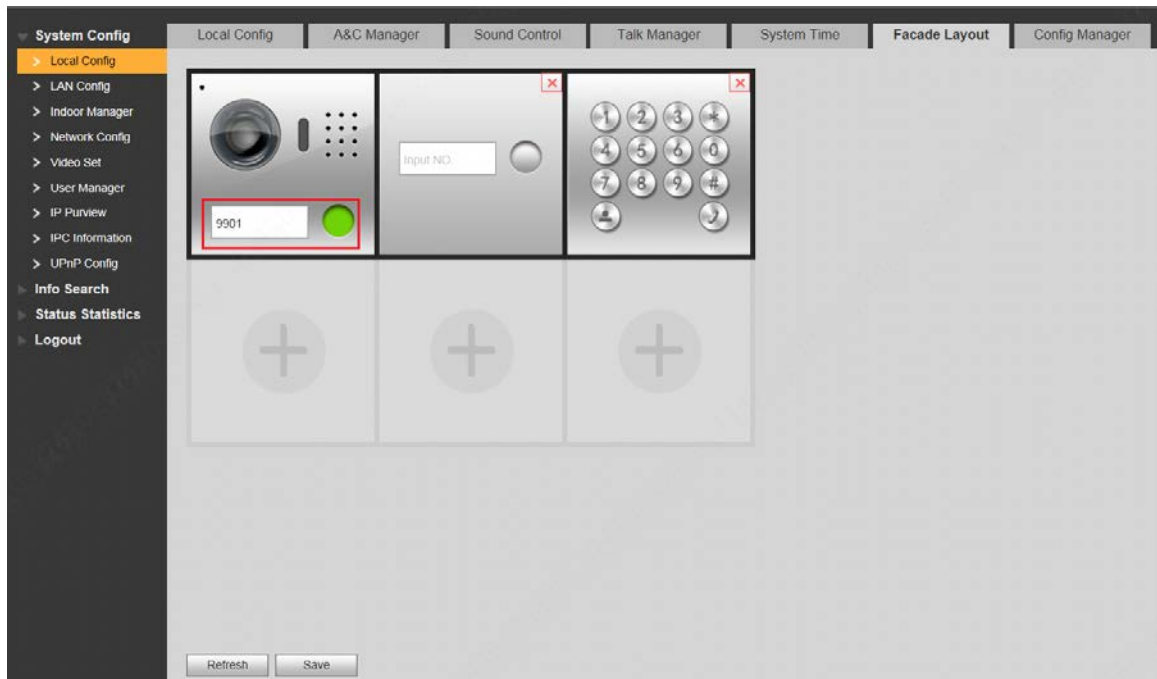 System Config
Local Config
LAN Config
Indoor Manager
Network Config
Video Set
User Manager
IP Purview
IPC Information
UPnP Config
Info Search
Status Statistics
Logout
Local Config A&C Manager Sound Control Talk Manager System Time Facade Layout Config Manager
9901
Input NO.
1 2 3 *
4 5 6 0
7 8 9 #
Refresh Save